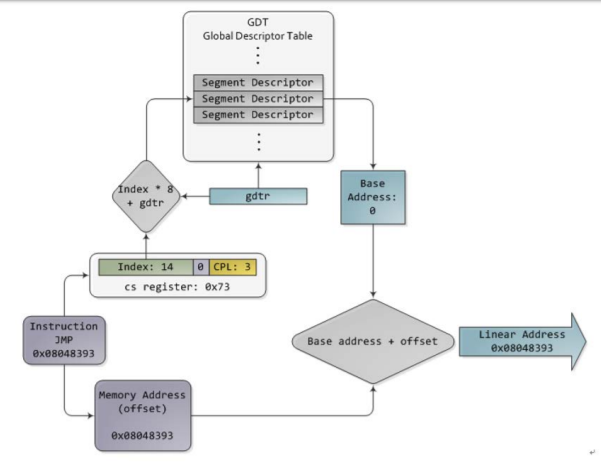 GDT
Global Descriptor Table
Segment Descriptor
Segment Descriptor
Segment Descriptor
Index * 8
+ gdtr
gdtr
Base
Address:
0
Index: 14 0 CPL: 3
cs register: 0x73
Instruction
JMP
0x08048393
Base address + offset
Linear Address
0x08048393
Memory Address
(offset)
0x08048393